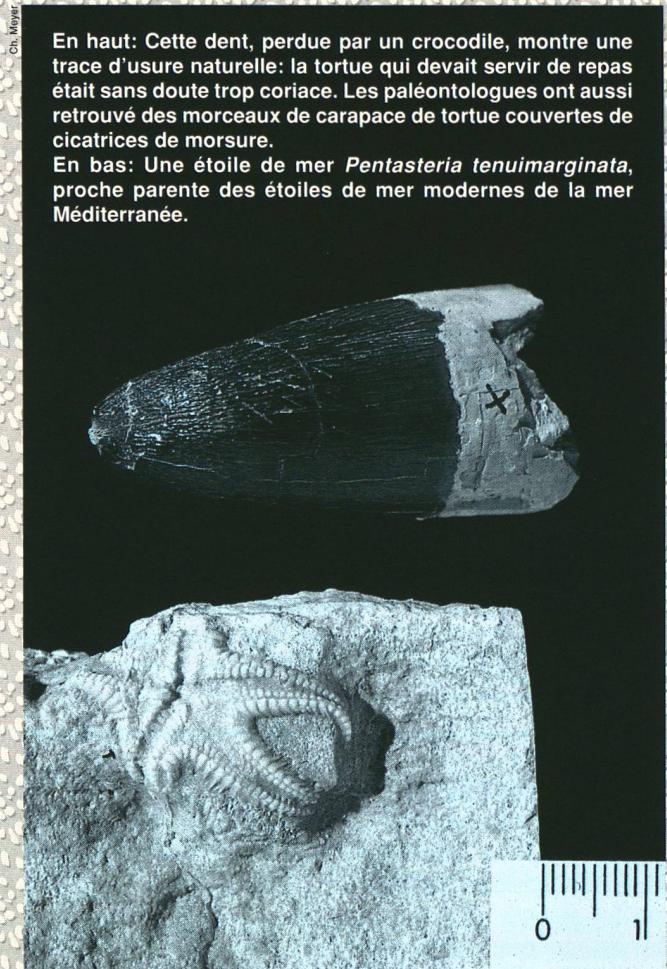 Ch. Meyer
En haut: Cette dent, perdue par un crocodile, montre une
trace d'usure naturelle: la tortue qui devait servir de repas
était sans doute trop coriace. Les paléontologues ont aussi
retrouvé des morceaux de carapace de tortue couvertes de
cicatrices de morsure.
En bas: Une étoile de mer Pentasteria tenuimarginata,
proche parente des étoiles de mer modernes de la mer
Méditerranée.
X
0 1